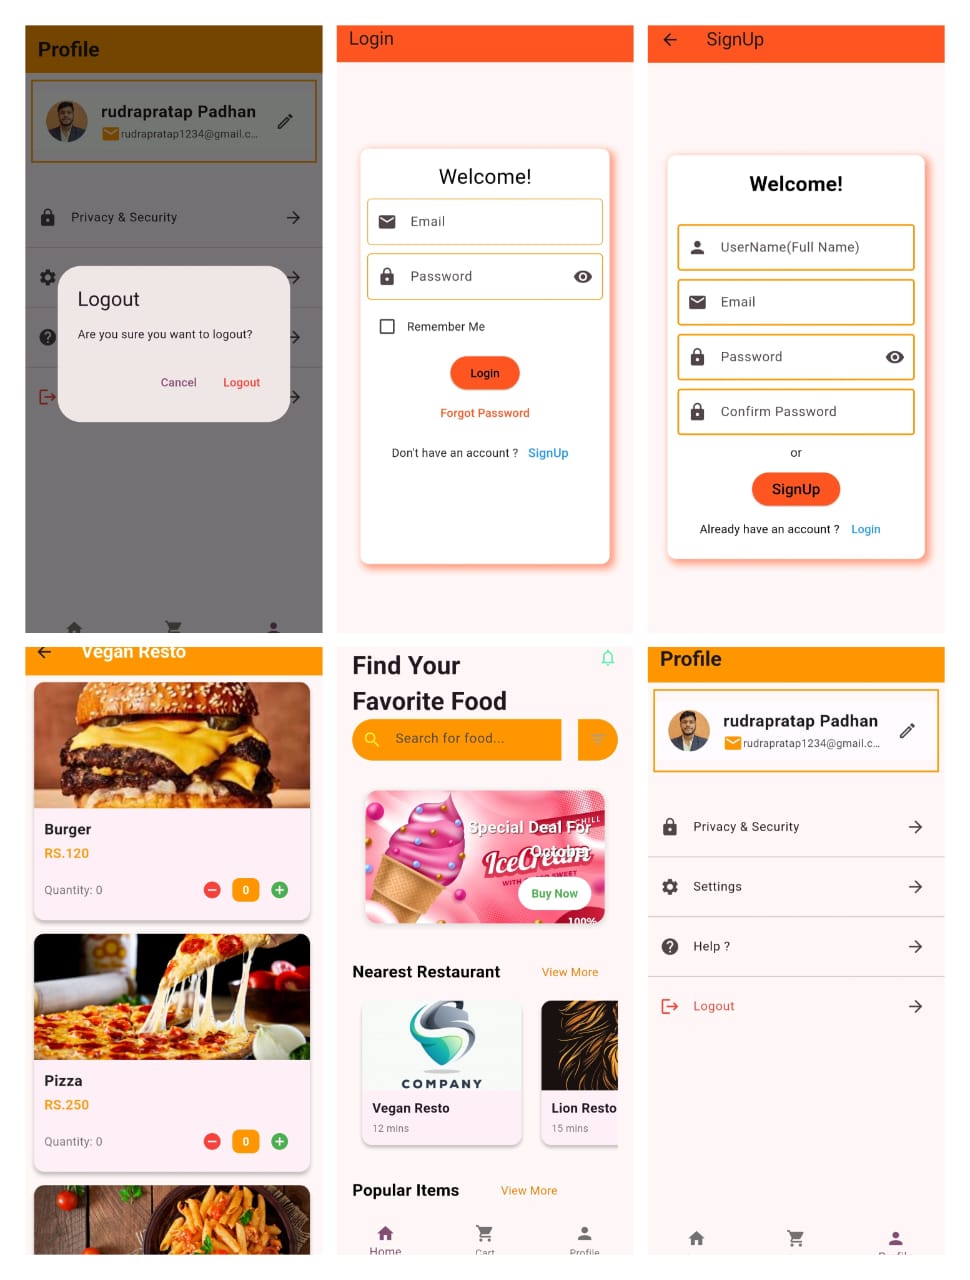 Profile
rudrapratap Padhan
rudrapratap1234@gmail.c...
Privacy & Security
Logout
Are you sure you want to logout?
Cancel Logout
Login
Welcome!
Email
Password
Remember Me
Login
Forgot Password
Don't have an account ? SignUp
SignUp
Welcome!
UserName(Full Name)
Email
Password
Confirm Password
or
SignUp
Already have an account ? Login
Vegan Resto
Burger
RS.120
Quantity: 0 0
Pizza
RS.250
Quantity: 0 0
Find Your
Favorite Food
Search for food...
CHILL
Special Deal For
October
IceCream
Buy Now
100%
Nearest Restaurant View More
COMPANY
Vegan Resto
12 mins
Lion Resto
15 mins
Popular Items View More
Home Cart Profile
Profile
rudrapratap Padhan
rudrapratap1234@gmail.c...
Privacy & Security
Settings
Help ?
Logout
Profile